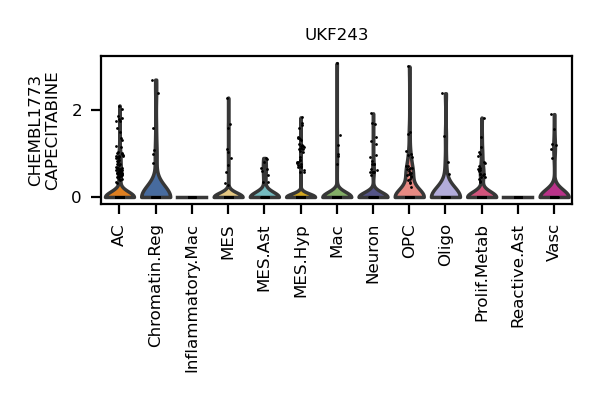 UKF243
CHEMBL1773
CAPECITABINE
2
0
AC
Chromatin.Reg
Inflammatory.Mac
MES
MES.Ast
MES.Hyp
Mac
Neuron
OPC
Oligo
Prolif.Metab
Reactive.Ast
Vasc